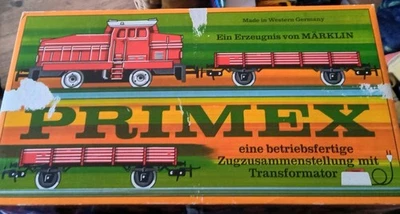 Made in Western Germany
Ein Erzeugnis von MÄRKLIN
PRIMEX
eine betriebsfertige
Zugzusammenstellung mit
Transformator